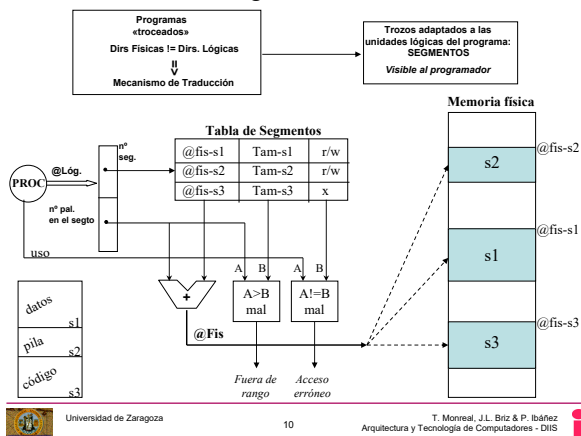 Programas
«troceados»
Dirs Físicas != Dirs. Lógicas
=>
Mecanismo de Traducción
Trozos adaptados a las
unidades lógicas del programa:
SEGMENTOS
Visible al programador
Memoria física
Tabla de Segmentos
nº
seg.
@fis-s1 Tam-s1 r/w
@fis-s2 Tam-s2 r/w
@fis-s3 Tam-s3 x
PROC
@Lóg.
nº pal.
en el segto
uso
A B A B
+
A>B
mal
A!=B
mal
@Fis
Fuera de
rango
Acceso
erróneo
datos
s1
pila
s2
código
s3
s2
@fis-s2
s1
@fis-s1
s3
@fis-s3
Universidad de Zaragoza
10
T. Monreal, J.L. Briz & P. Ibáñez
Arquitectura y Tecnología de Computadores - DIIS